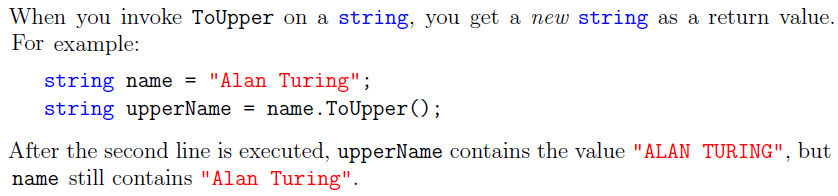 When you invoke ToUpper on a string, you get a new string as a return value.
For example:
string name = "Alan Turing";
string upperName = name.ToUpper();
After the second line is executed, upperName contains the value "ALAN TURING", but
name still contains "Alan Turing".